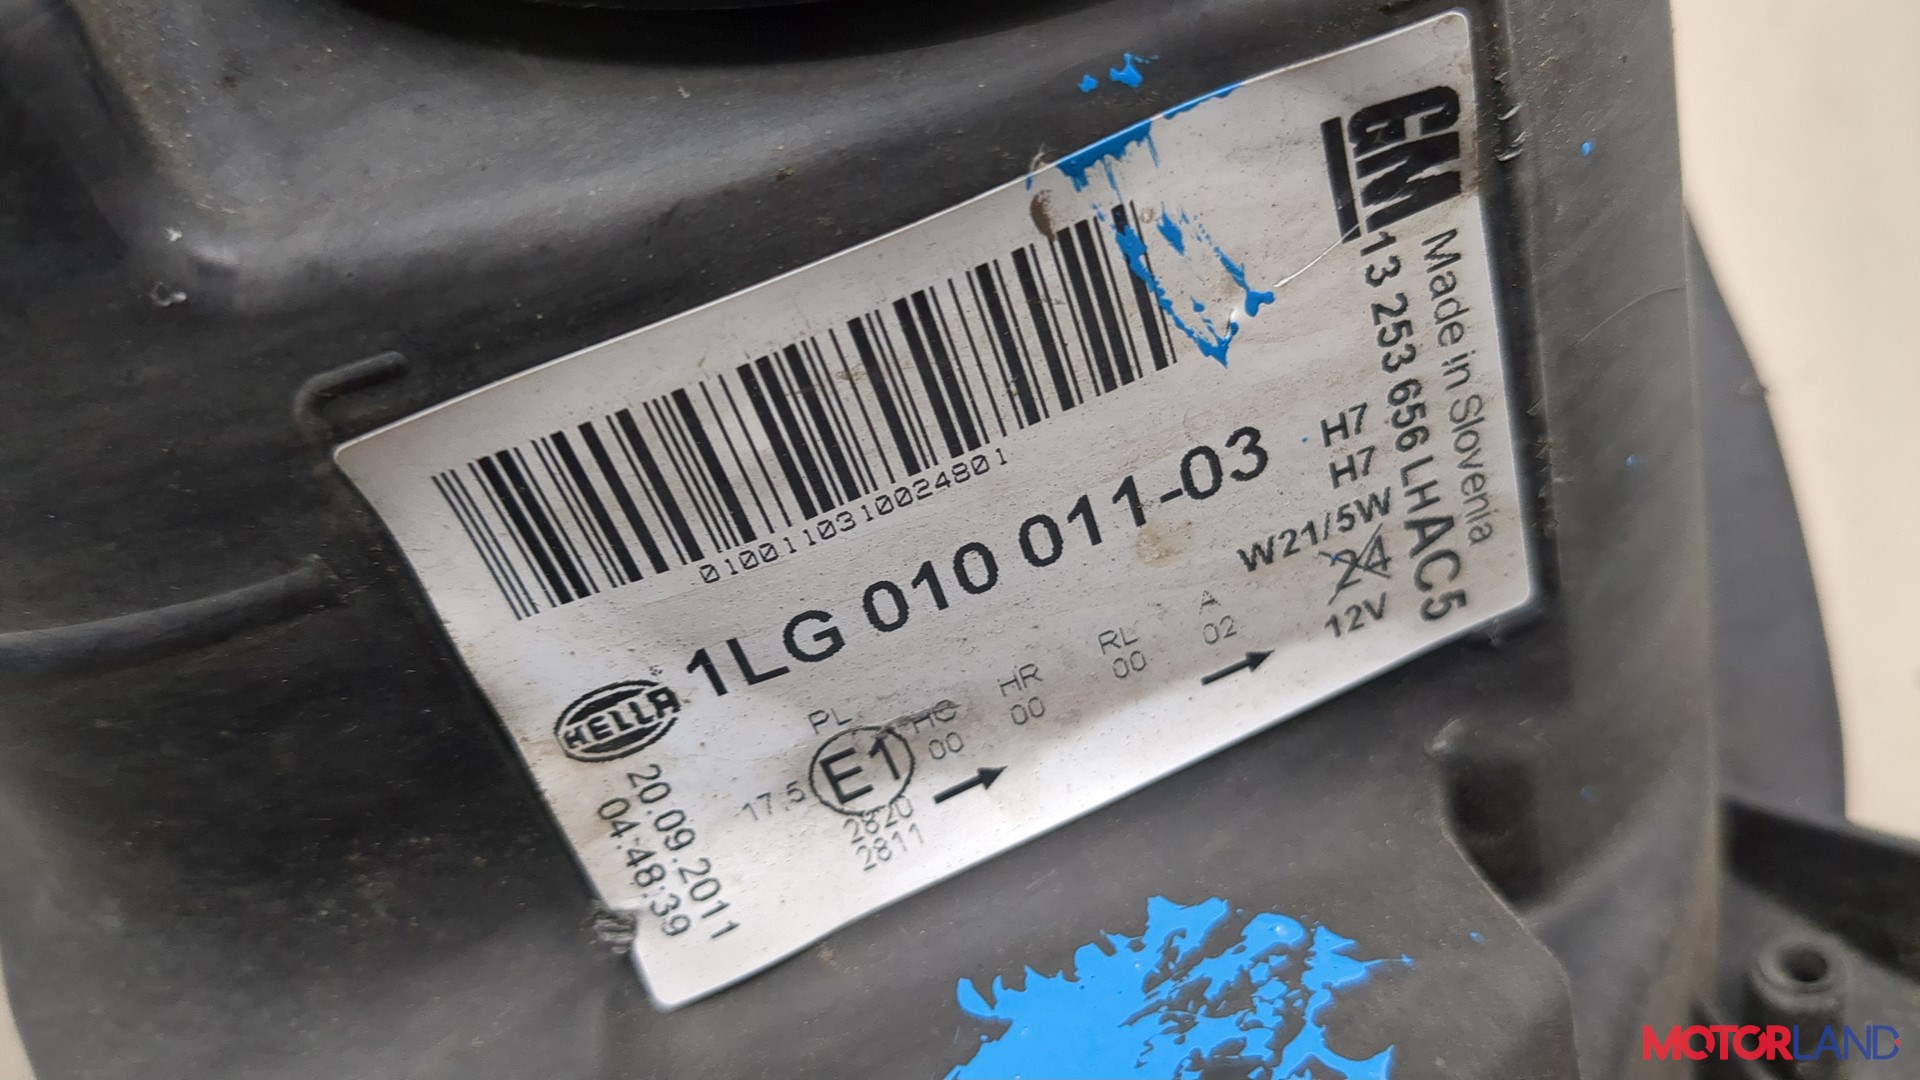 GM
Made in Slovenia
13 253 656 LHAC5
0100110310024801
1LG 010 011-03
H7
H7
W21/5W
24
12V
HELLA
20.09.2011
04:48:39
PL
HC
HR
RL
A
17.5
E1
00
00
00
02
2820
2811
MOTORLAND